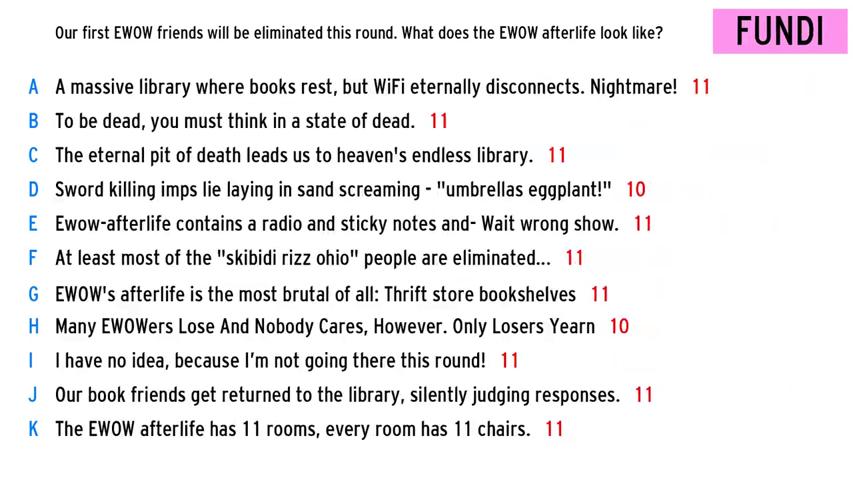 Our first EWOW friends will be eliminated this round. What does the EWOW afterlife look like?
FUNDI
A A massive library where books rest, but WiFi eternally disconnects. Nightmare! 11
B To be dead, you must think in a state of dead. 11
C The eternal pit of death leads us to heaven's endless library. 11
D Sword killing imps lie laying in sand screaming - "umbrellas eggplant!" 10
E Ewow-afterlife contains a radio and sticky notes and- Wait wrong show. 11
F At least most of the "skibidi rizz ohio" people are eliminated... 11
G EWOW's afterlife is the most brutal of all: Thrift store bookshelves 11
H Many EWOWers Lose And Nobody Cares, However. Only Losers Yearn 10
I I have no idea, because I'm not going there this round! 11
J Our book friends get returned to the library, silently judging responses. 11
K The EWOW afterlife has 11 rooms, every room has 11 chairs. 11